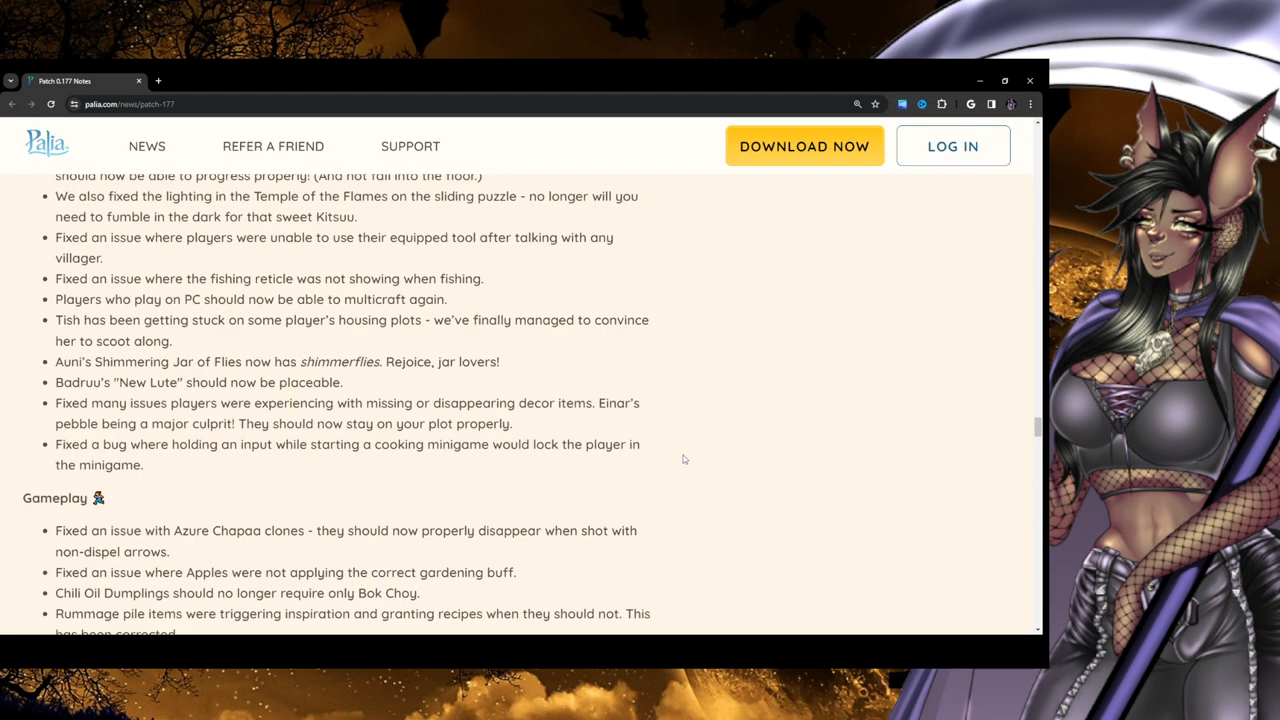 Patch 0.177 Notes
palia.com/news/patch-177
Palia
NEWS
REFER A FRIEND
SUPPORT
DOWNLOAD NOW
LOG IN
should now be able to progress properly! (And not fall into the floor.)
• We also fixed the lighting in the Temple of the Flames on the sliding puzzle - no longer will you
need to fumble in the dark for that sweet Kitsuu.
• Fixed an issue where players were unable to use their equipped tool after talking with any
villager.
• Fixed an issue where the fishing reticle was not showing when fishing.
• Players who play on PC should now be able to multicraft again.
• Tish has been getting stuck on some player's housing plots - we've finally managed to convince
her to scoot along.
• Auni's Shimmering Jar of Flies now has shimmerflies. Rejoice, jar lovers!
• Badruu's "New Lute" should now be placeable.
• Fixed many issues players were experiencing with missing or disappearing decor items. Einar's
pebble being a major culprit! They should now stay on your plot properly.
• Fixed a bug where holding an input while starting a cooking minigame would lock the player in
the minigame.
Gameplay
• Fixed an issue with Azure Chapaa clones - they should now properly disappear when shot with
non-dispel arrows.
• Fixed an issue where Apples were not applying the correct gardening buff.
• Chili Oil Dumplings should no longer require only Bok Choy.
• Rummage pile items were triggering inspiration and granting recipes when they should not. This
has been corrected.